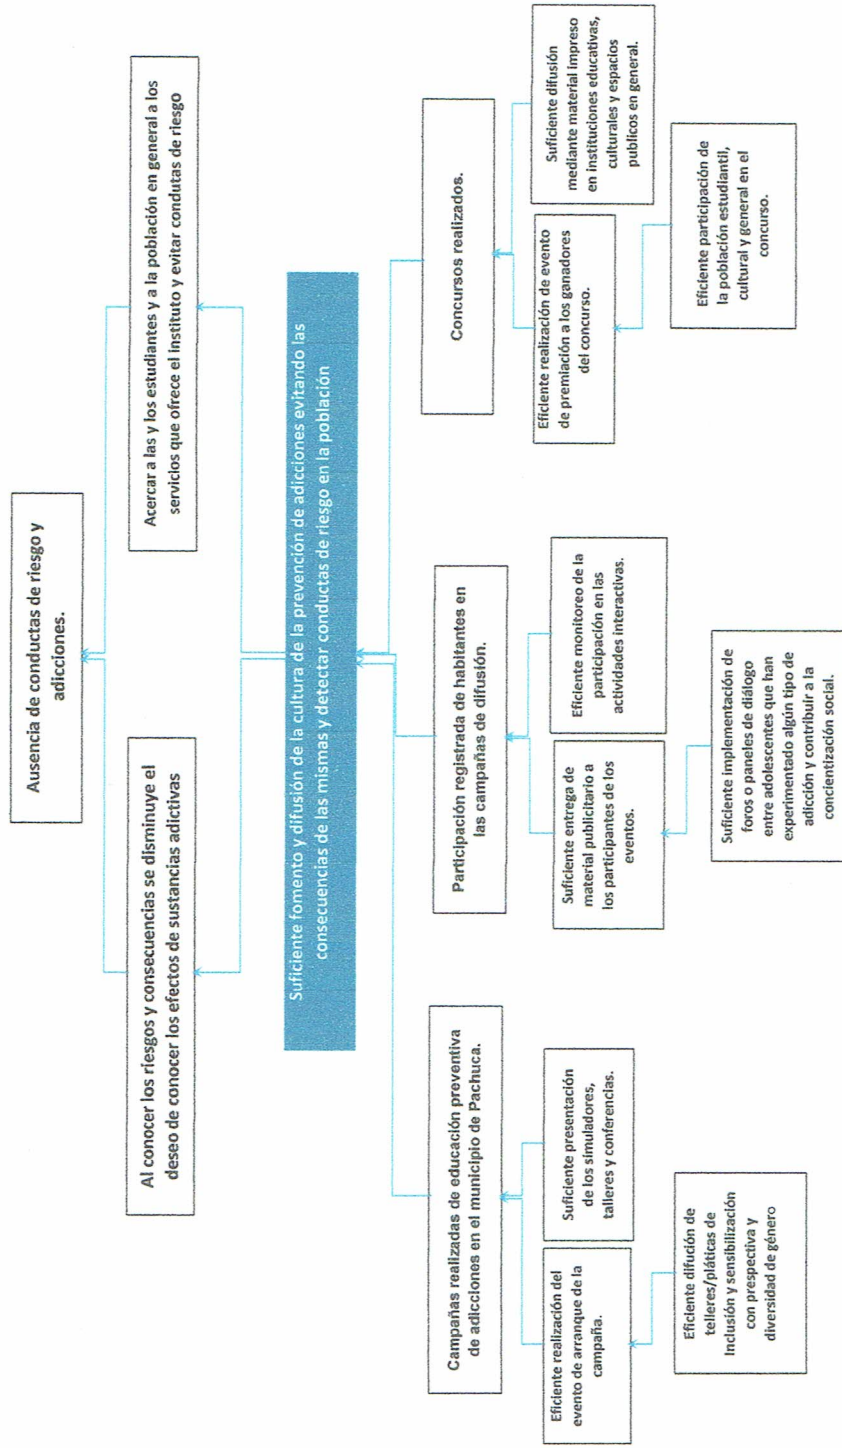 Ausencia de conductas de riesgo y
adicciones.
Al conocer los riesgos y consecuencias se disminuye el
deseo de conocer los efectos de sustancias adictivas
Acercar a las y los estudiantes y a la población en general a los
servicios que ofrece el instituto y evitar condutas de riesgo
Suficiente fomento y difusión de la cultura de la prevención de adicciones evitando las
consecuencias de las mismas y detectar conductas de riesgo en la población
Campañas realizadas de educación preventiva
de adicciones en el municipio de Pachuca.
Participación registrada de habitantes en
las campañas de difusión.
Concursos realizados.
Eficiente realización del
evento de arranque de la
campaña.
Suficiente presentación
de los simuladores,
talleres y conferencias.
Suficiente entrega de
material publicitario a
los participantes de los
eventos.
Eficiente monitoreo de la
participación en las
actividades interactivas.
Eficiente realización de evento
de premiación a los ganadores
del concurso.
Suficiente difusión
mediante material impreso
en instituciones educativas,
culturales y espacios
publicos en general.
Eficiente difución de
telleres/pláticas de
Inclusión y sensibilización
con prespectiva y
diversidad de género
Suficiente implementación de
foros o paneles de diálogo
entre adolescentes que han
experimentado algún tipo de
adicción y contribuir a la
concientización social.
Eficiente participación de
la población estudiantil,
cultural y general en el
concurso.